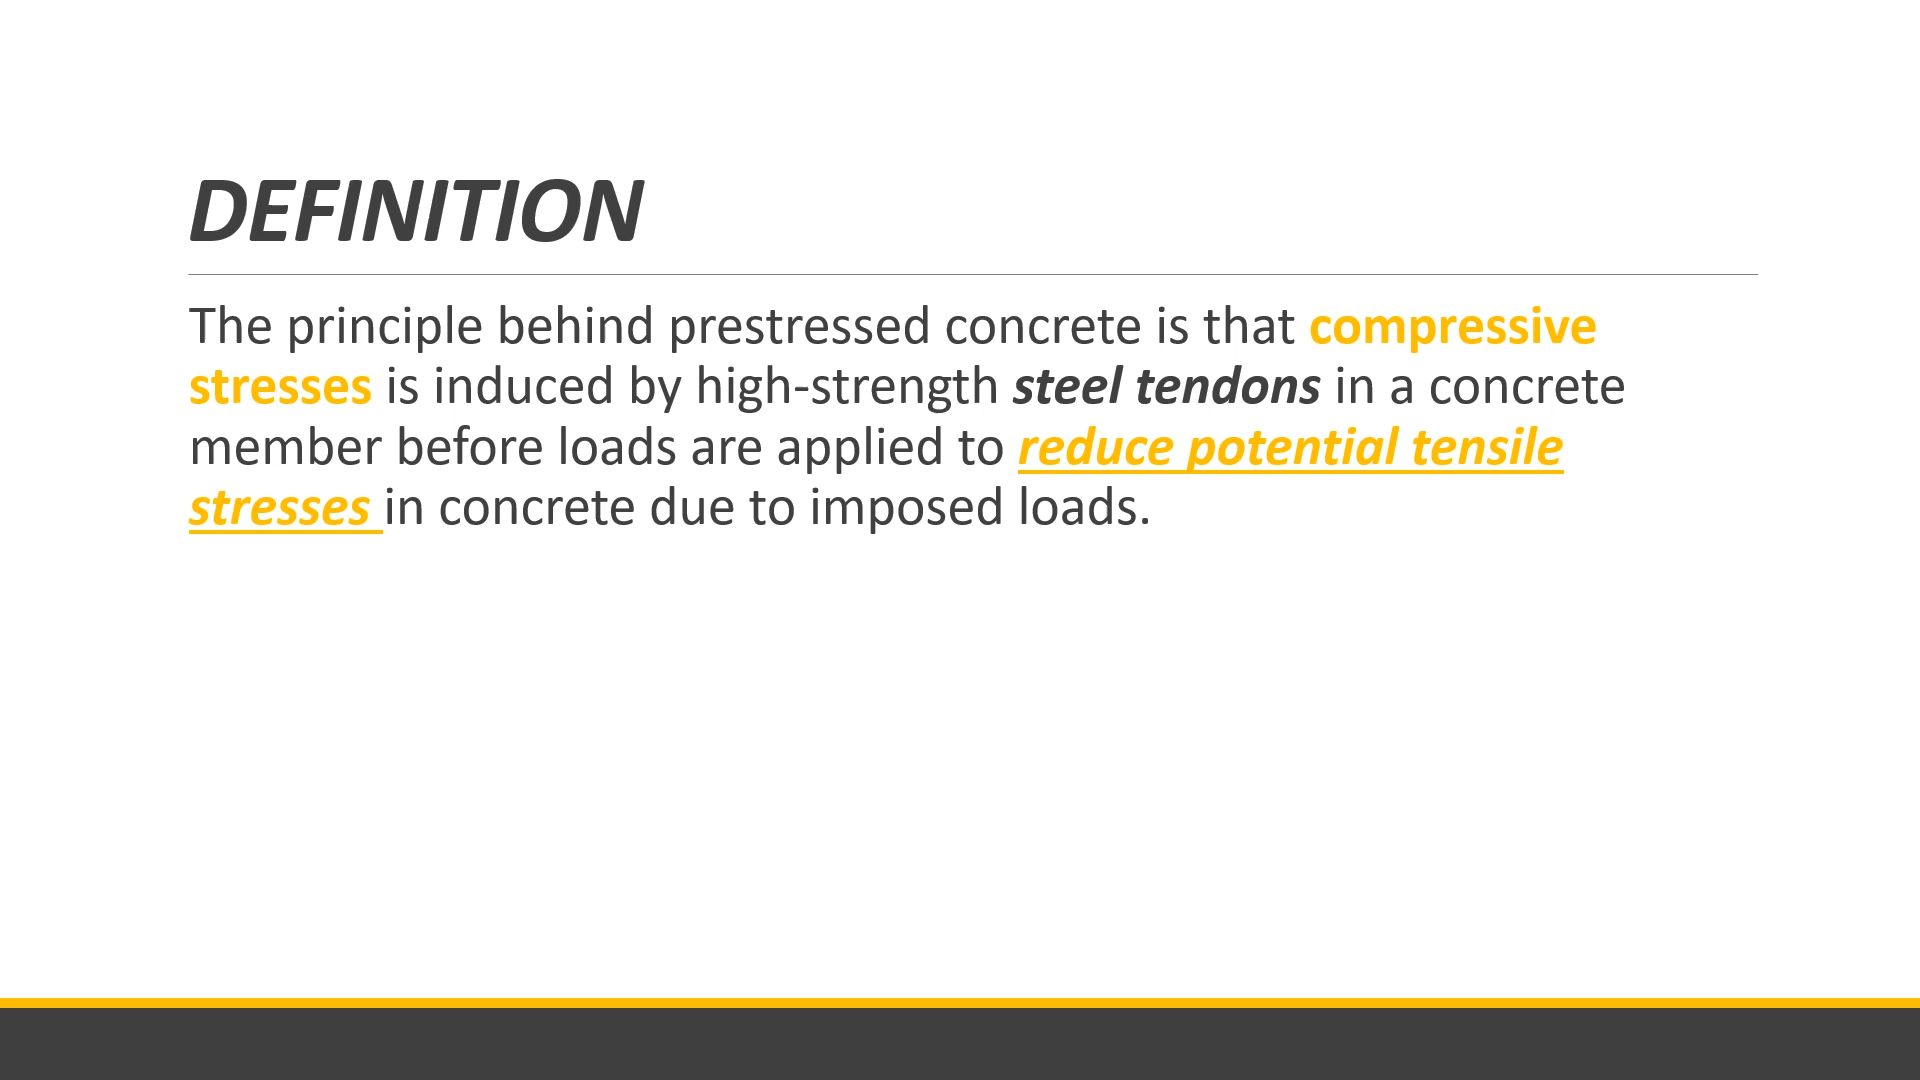 DEFINITION
The principle behind prestressed concrete is that compressive
stresses is induced by high-strength steel tendons in a concrete
member before loads are applied to reduce potential tensile
stresses in concrete due to imposed loads.